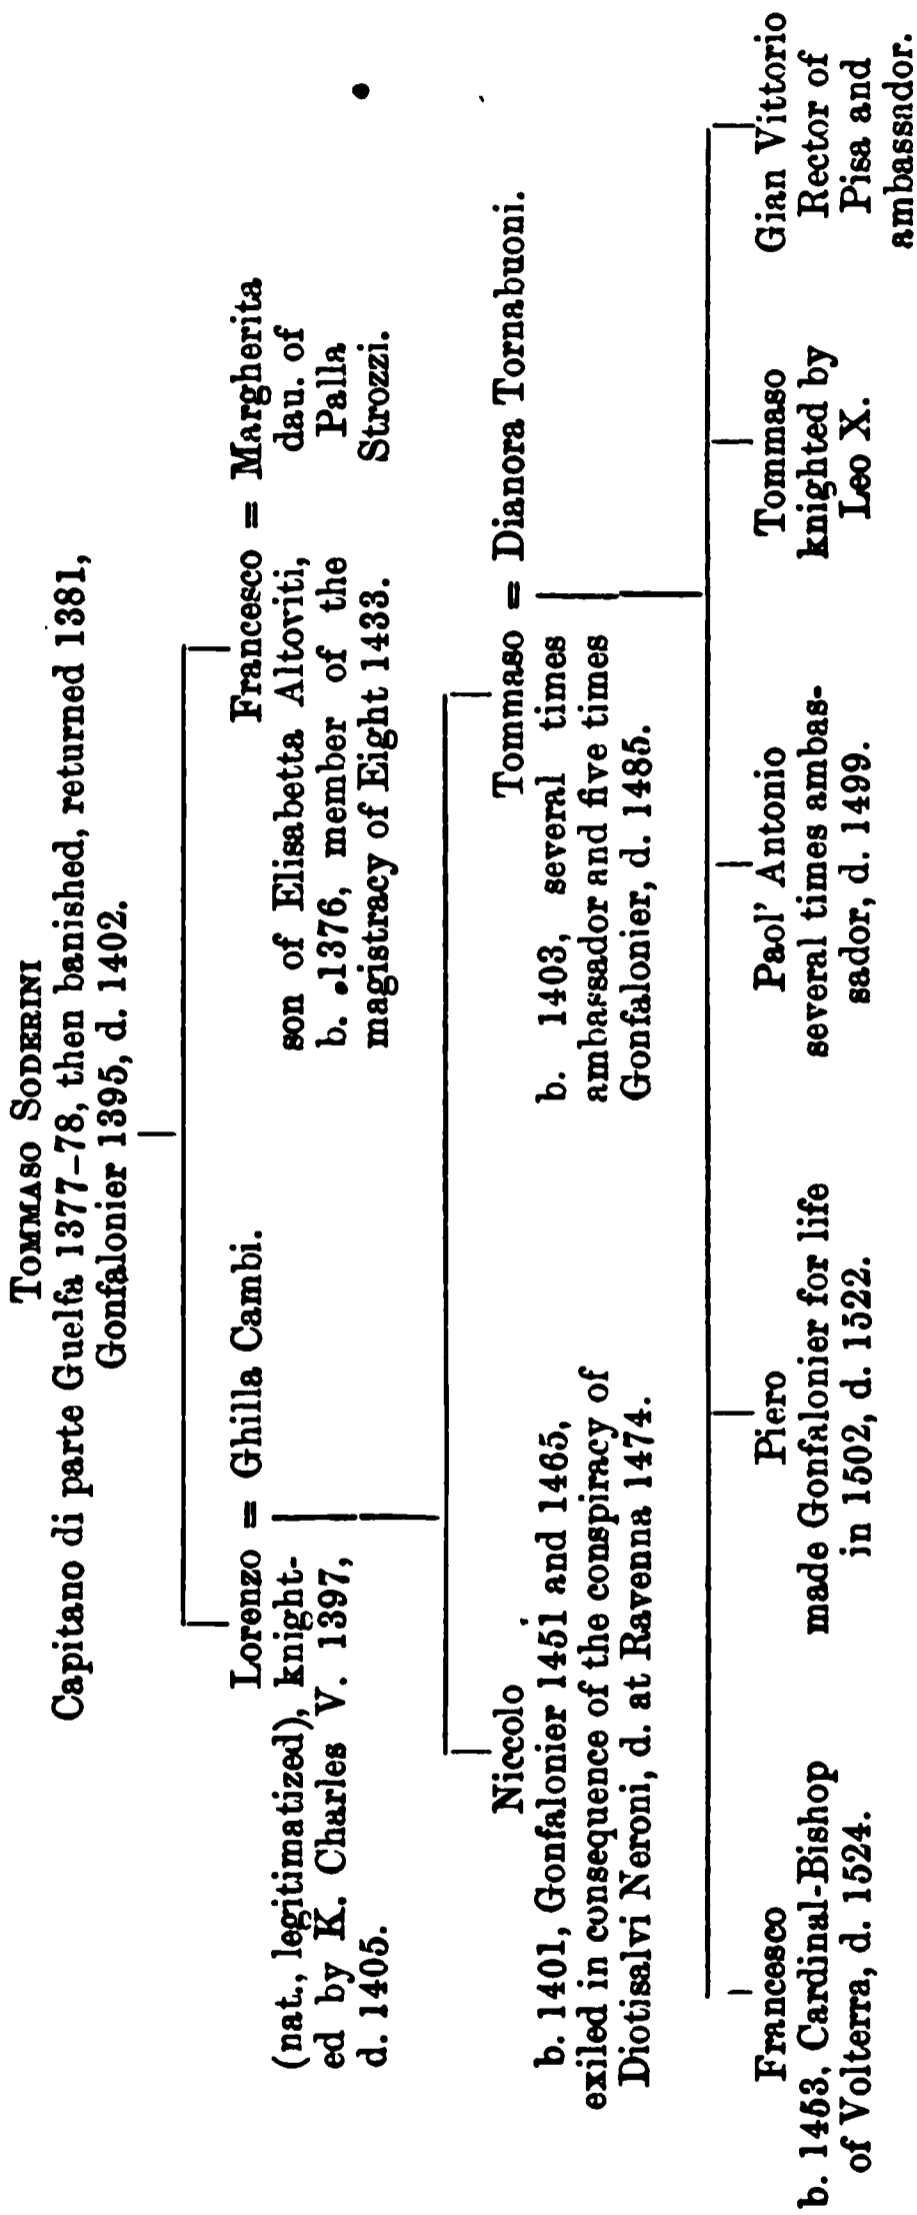 TOMMASO SODERINI
Capitano di parte Guelfa 1377–78, then banished, returned 1381,
Gonfalonier 1395, d. 1402.
Lorenzo = Ghilla Cambi.
(nat., legitimatized), knight-
ed by K. Charles V. 1397,
d. 1405.
Francesco = Margherita
dau. of
Palla
Strozzi.
son of Elisabetta Altoviti,
b. 1376, member of the
magistracy of Eight 1433.
Niccolo
b. 1401, Gonfalonier 1451 and 1465,
exiled in consequence of the conspiracy of
Diotisalvi Neroni, d. at Ravenna 1474.
Tommaso = Dianora Tornabuoni.
b. 1403, several times
ambassador and five times
Gonfalonier, d. 1485.
Francesco
b. 1453, Cardinal-Bishop
of Volterra, d. 1524.
Piero
made Gonfalonier for life
in 1502, d. 1522.
Paol' Antonio
several times ambas-
sador, d. 1499.
Tommaso
knighted by
Leo X.
Gian Vittorio
Rector of
Pisa and
ambassador.